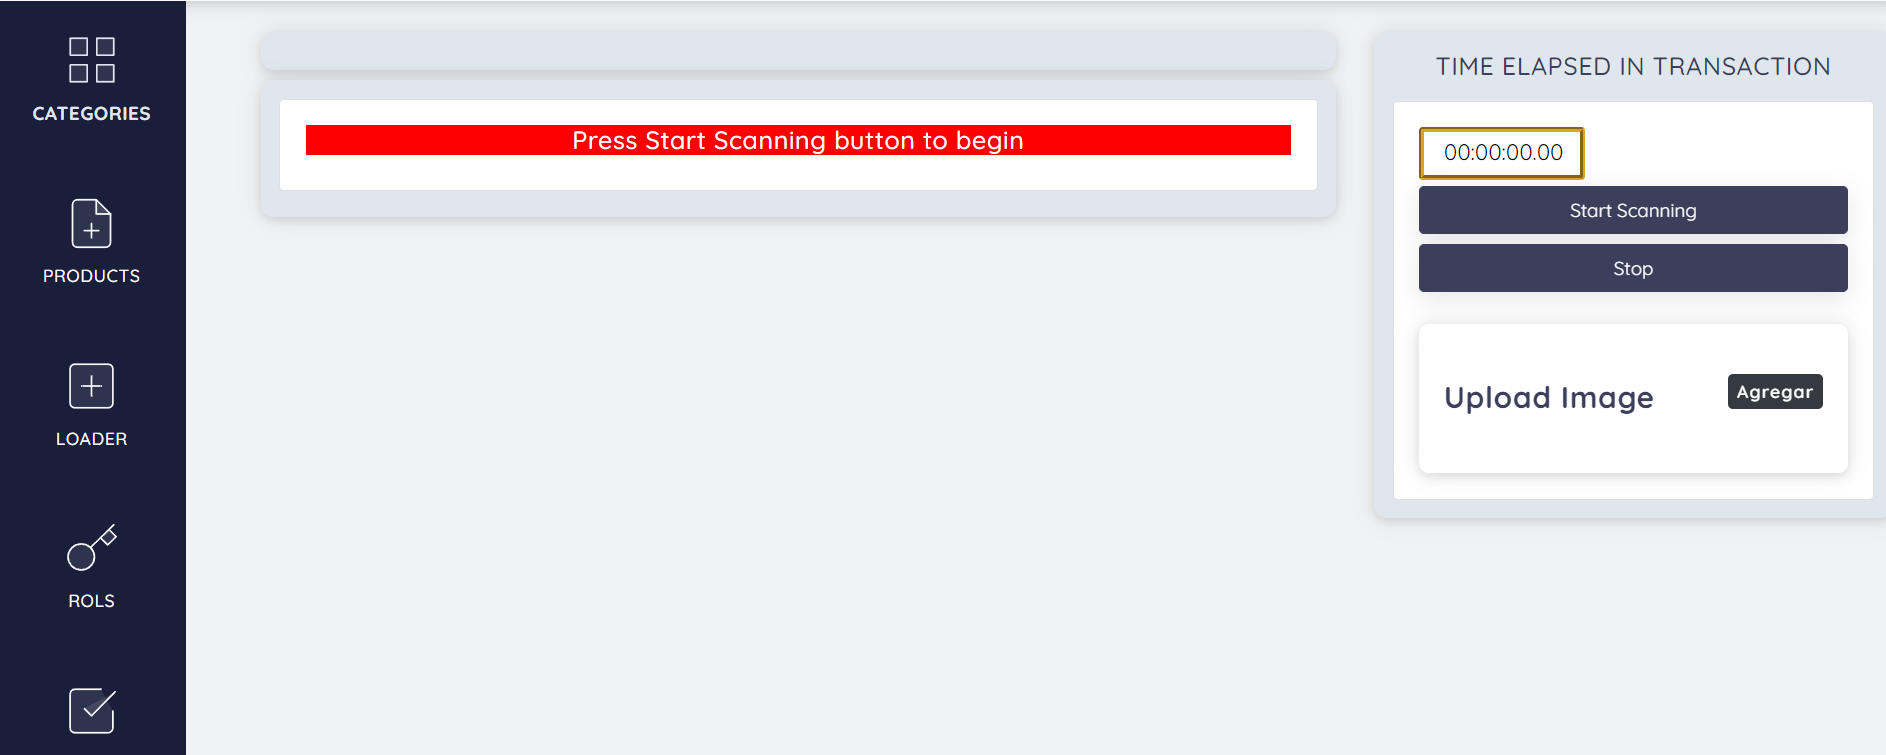 CATEGORIES
PRODUCTS
LOADER
ROLS
Press Start Scanning button to begin
TIME ELAPSED IN TRANSACTION
00:00:00.00
Start Scanning
Stop
Upload Image
Agregar